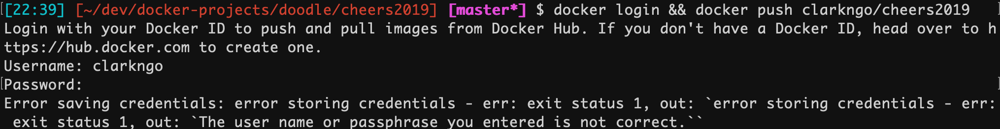 [22:39] [~/dev/docker-projects/doodle/cheers2019] [master*] $ docker login && docker push clarkngo/cheers2019
Login with your Docker ID to push and pull images from Docker Hub. If you don't have a Docker ID, head over to h
ttps://hub.docker.com to create one.
Username: clarkngo
Password:
Error saving credentials: error storing credentials - err: exit status 1, out: `error storing credentials - err:
 exit status 1, out: `The user name or passphrase you entered is not correct.``